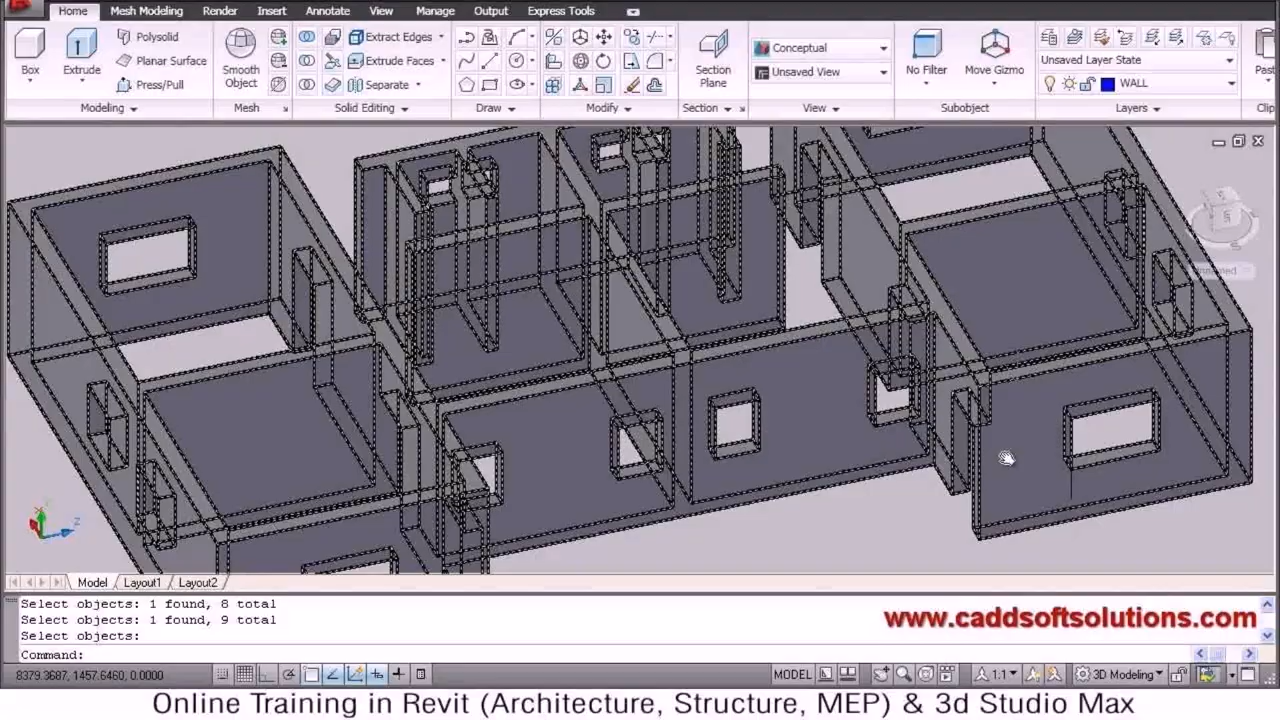 Home Mesh Modeling Render Insert Annotate View Manage Output Express Tools
Polysolid Extract Edges Conceptual Unsaved Layer State
Planar Surface Extrude Faces Unsaved View
Box Extrude Press/Pull Smooth Object Separate Section Plane No Filter Move Gizmo WALL Past
Modeling Mesh Solid Editing Draw Modify Section View Subobject Layers Clip
Model Layout1 Layout2
Select objects: 1 found, 8 total
Select objects: 1 found, 9 total
Select objects:
www.caddsoftsolutions.com
Command:
8379.3687, 1457.6460, 0.0000 MODEL 1:1 3D Modeling
Online Training in Revit (Architecture, Structure, MEP) & 3d Studio Max